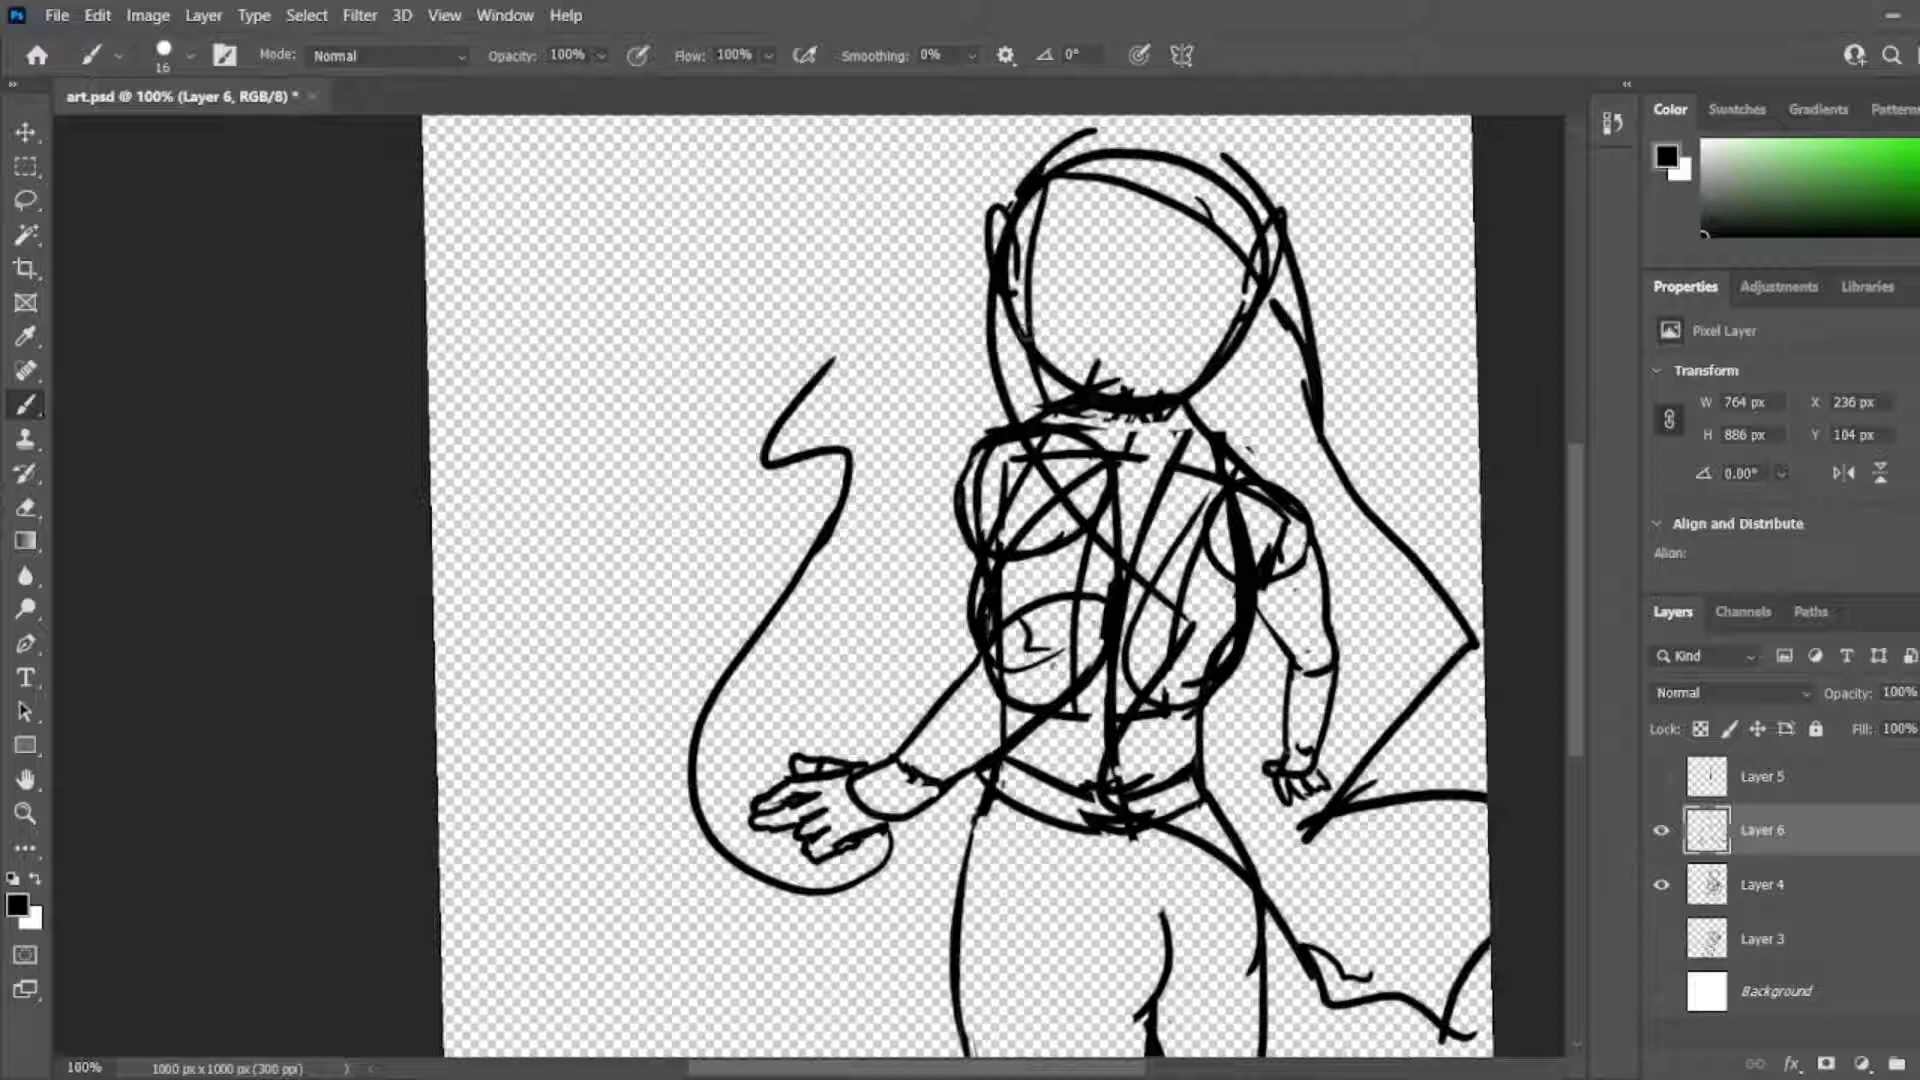 Ps File Edit Image Layer Type Select Filter 3D View Window Help
16 Mode: Normal Opacity: 100% Flow: 100% Smoothing: 0% 0°
art.psd @ 100% (Layer 6, RGB/8) *
Color Swatches Gradients Patterns
Properties Adjustments Libraries
Pixel Layer
Transform
W 764 px X 236 px
H 886 px Y 104 px
0.00°
Align and Distribute
Align:
Layers Channels Paths
Kind
Normal Opacity: 100%
Lock: Fill: 100%
Layer 5
Layer 6
Layer 4
Layer 3
Background
100% 1000 px x 1000 px (300 ppi)
fx